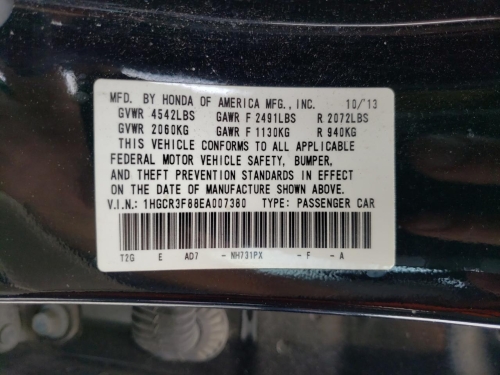 MFD. BY HONDA OF AMERICA MFG., INC. 10/'13
GVWR 4542LBS GAWR F 2491LBS R 2072LBS
GVWR 2060KG GAWR F 1130KG R 940KG
THIS VEHICLE CONFORMS TO ALL APPLICABLE
FEDERAL MOTOR VEHICLE SAFETY, BUMPER,
AND THEFT PREVENTION STANDARDS IN EFFECT
ON THE DATE OF MANUFACTURE SHOWN ABOVE.
V.I.N.: 1HGCR3F88EA007380 TYPE: PASSENGER CAR
T2G E AD7 - NH731PX - F - A